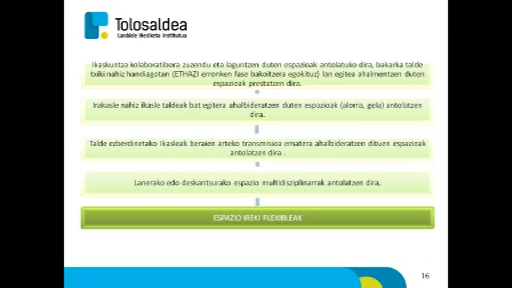 Tolosaldea
Lanbide Heziketa Institutua
Ikaskuntza kolaboratibora zuzendu eta laguntzen duten espazioak antolatuko dira, bakarka talde
txiki nahiz handiagotan (ETHAZI erronken fase bakoitzera egokituz) lan egitea ahalmentzen duten
espazioak prestatzen dira.
Irakasle nahiz ikasle taldeak bat egitera ahalbideratzen duten espazioak (alorra, gela) antolatzen
dira.
Talde ezberdinetako ikasleak beraien arteko transmisioa ematera ahalbideratzen dituen espazioak
antolatzen dira .
Lanerako edo deskantsurako espazio multidisziplinarrak antolatzen dira.
ESPAZIO IREKI FLEXIBLEAK
16